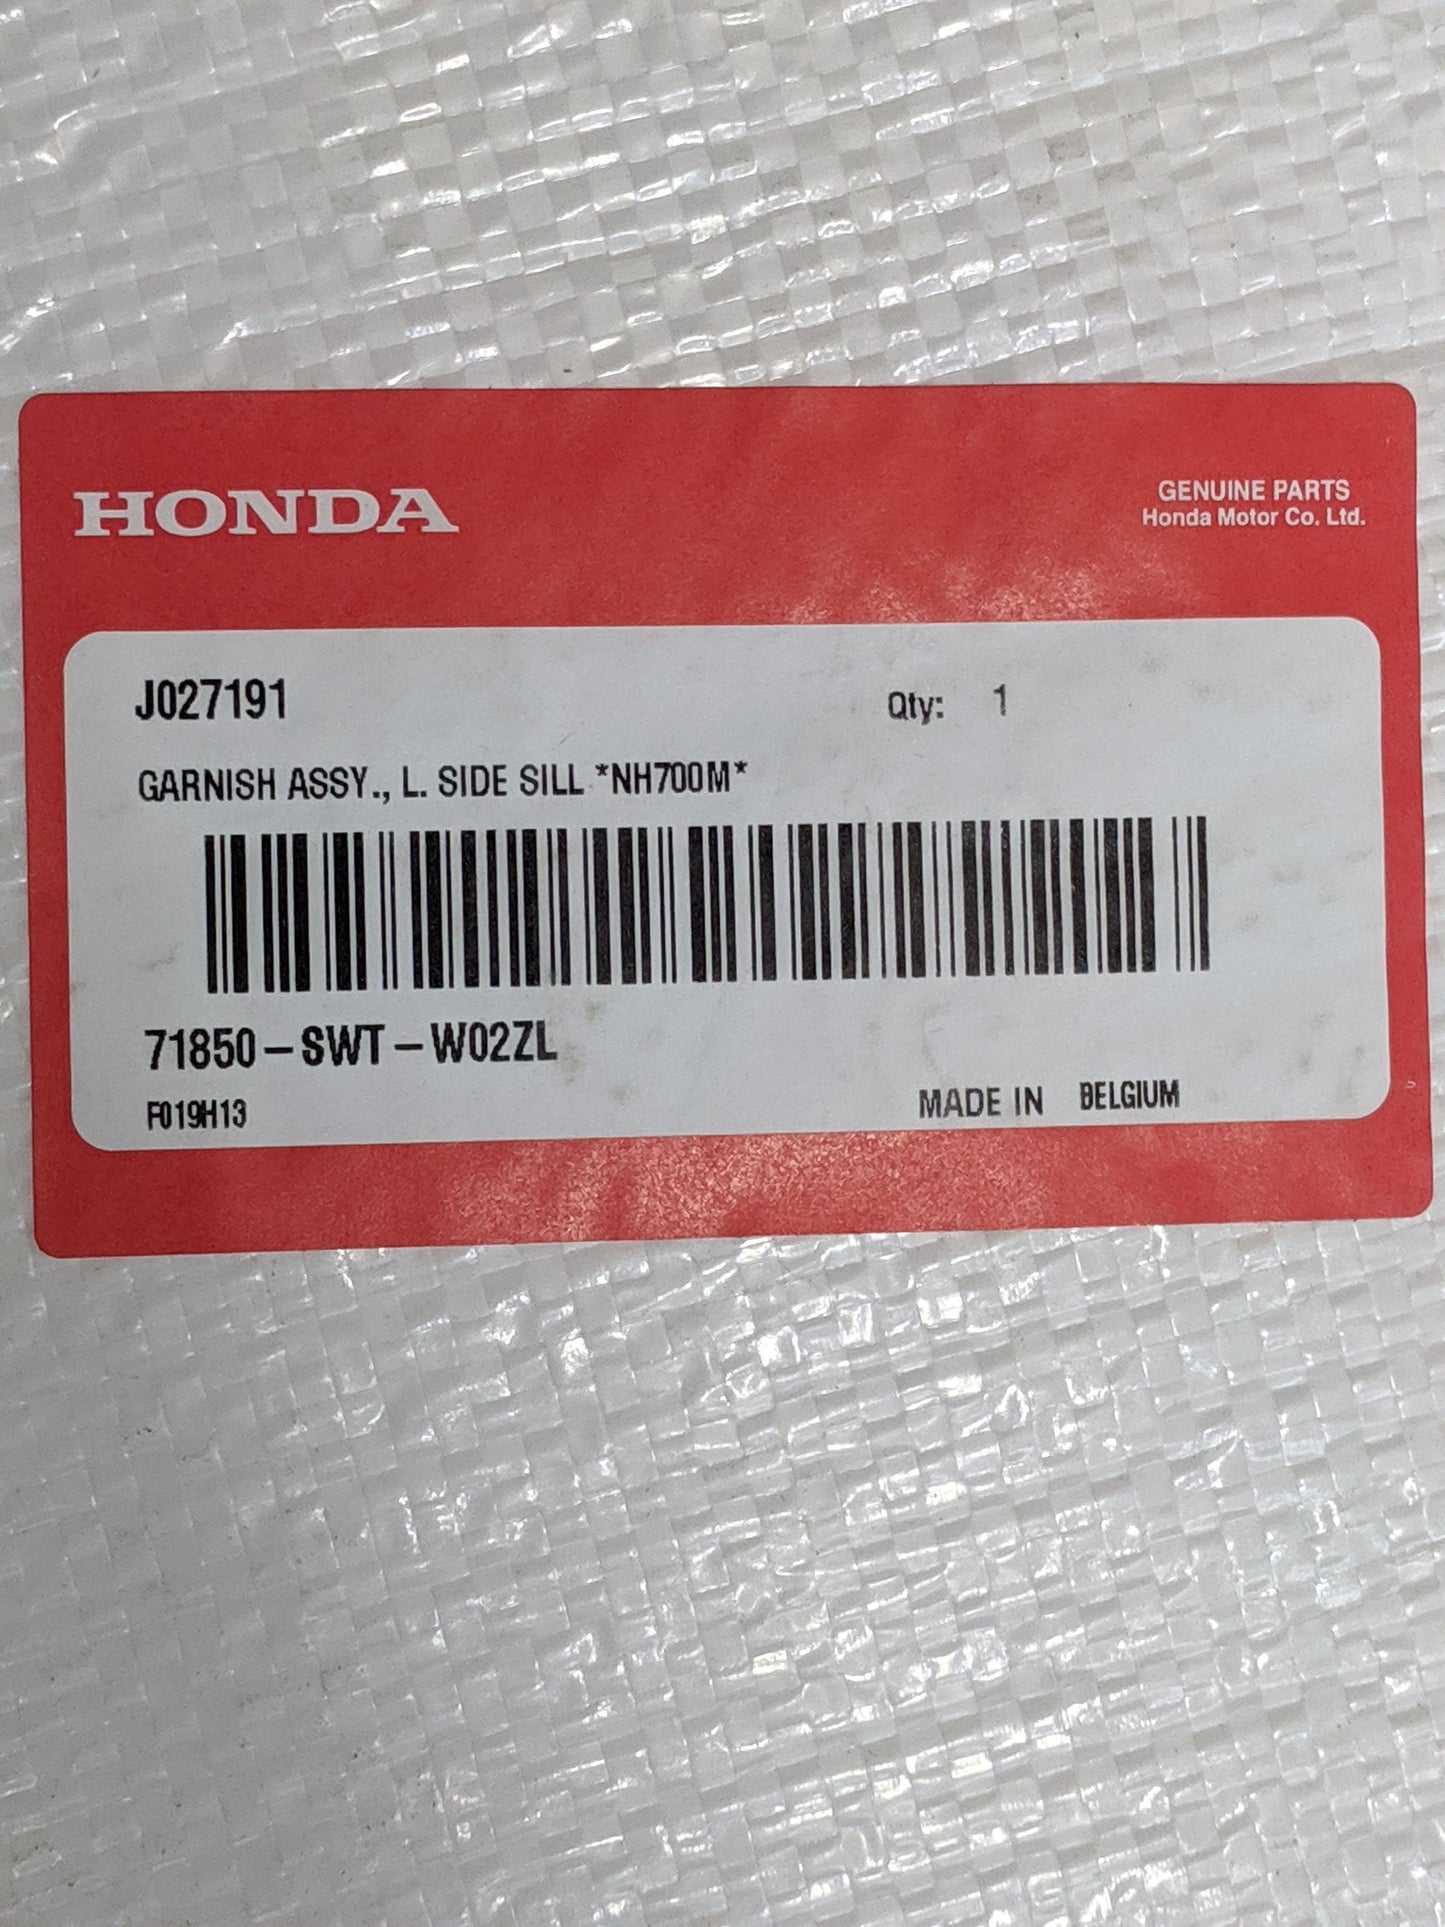 HONDA
GENUINE PARTS
Honda Motor Co. Ltd.
J027191 Qty: 1
GARNISH ASSY., L. SIDE SILL *NH700M*
71850-SWT-W02ZL
F019H13 MADE IN BELGIUM